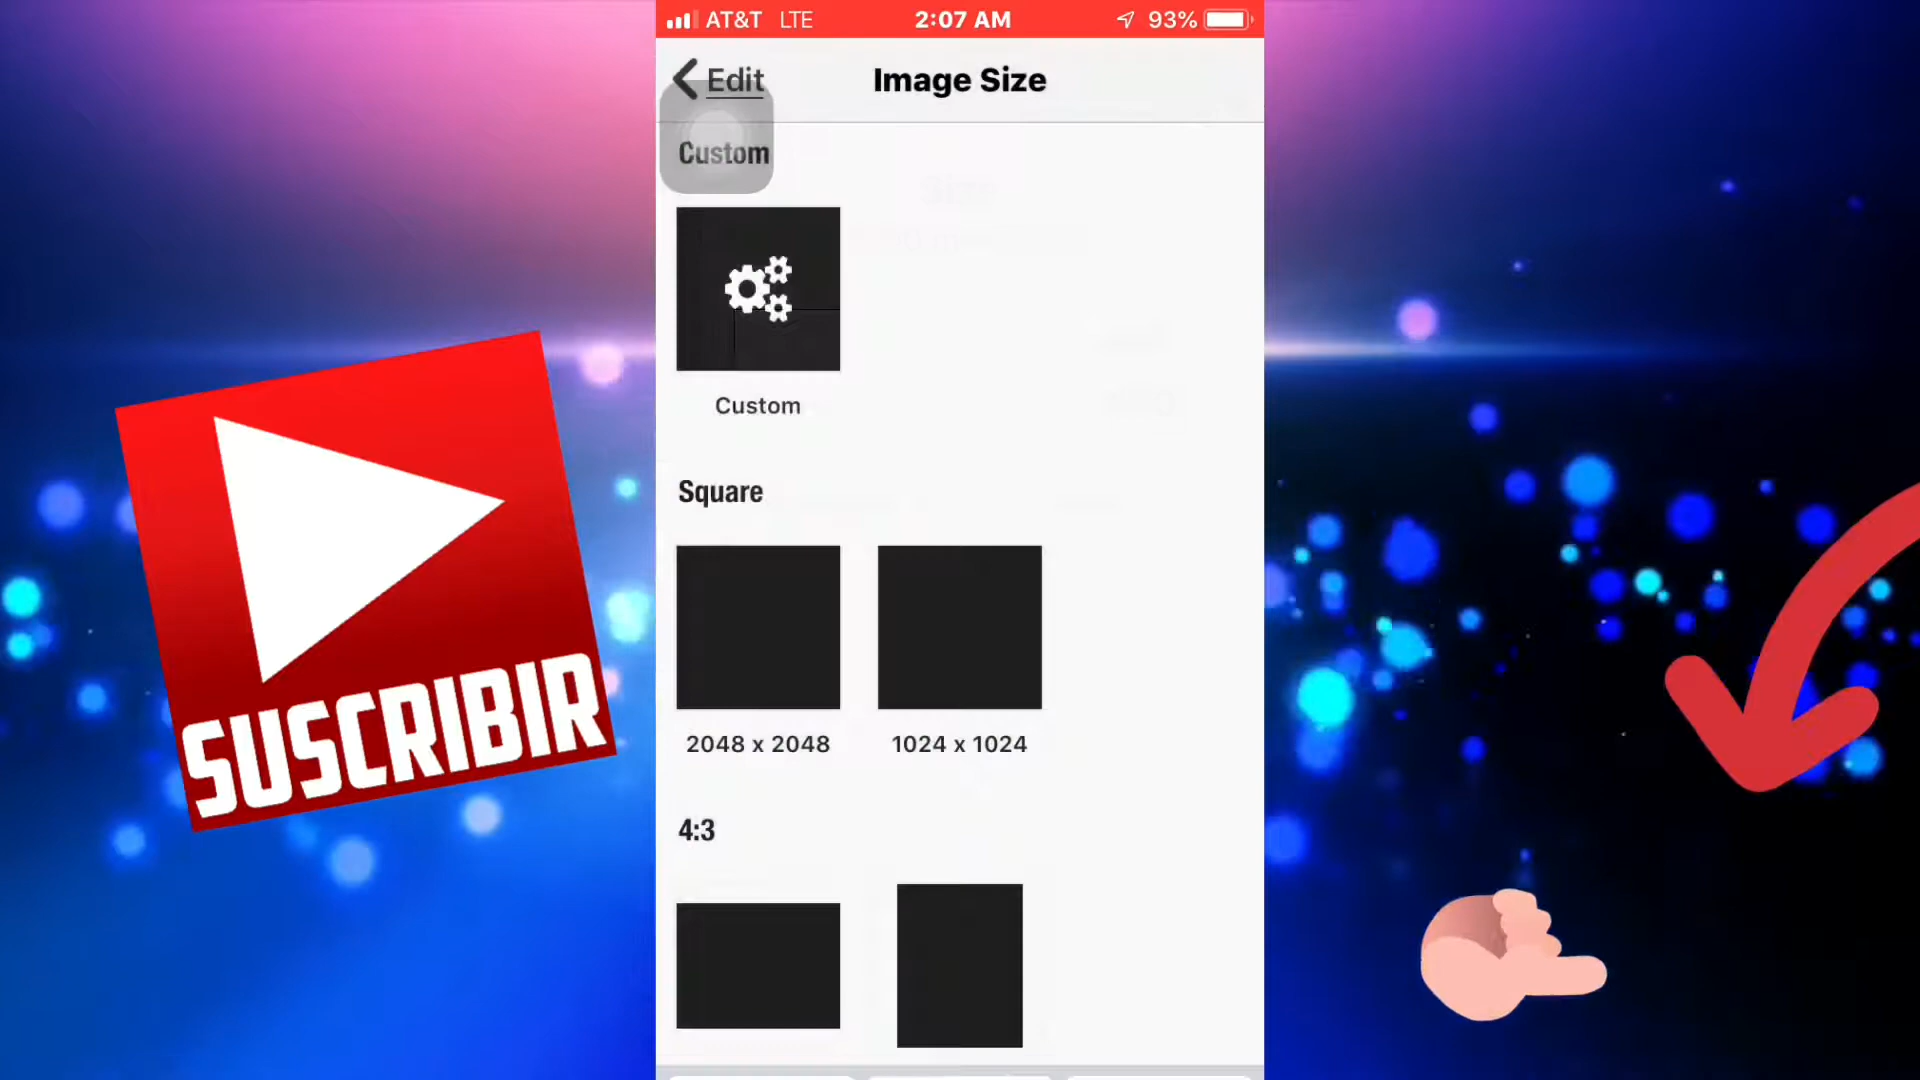 AT&T LTE 2:07 AM 93%
Edit Image Size
Custom
Custom
Square
2048 x 2048 1024 x 1024
4:3
SUSCRIBIR